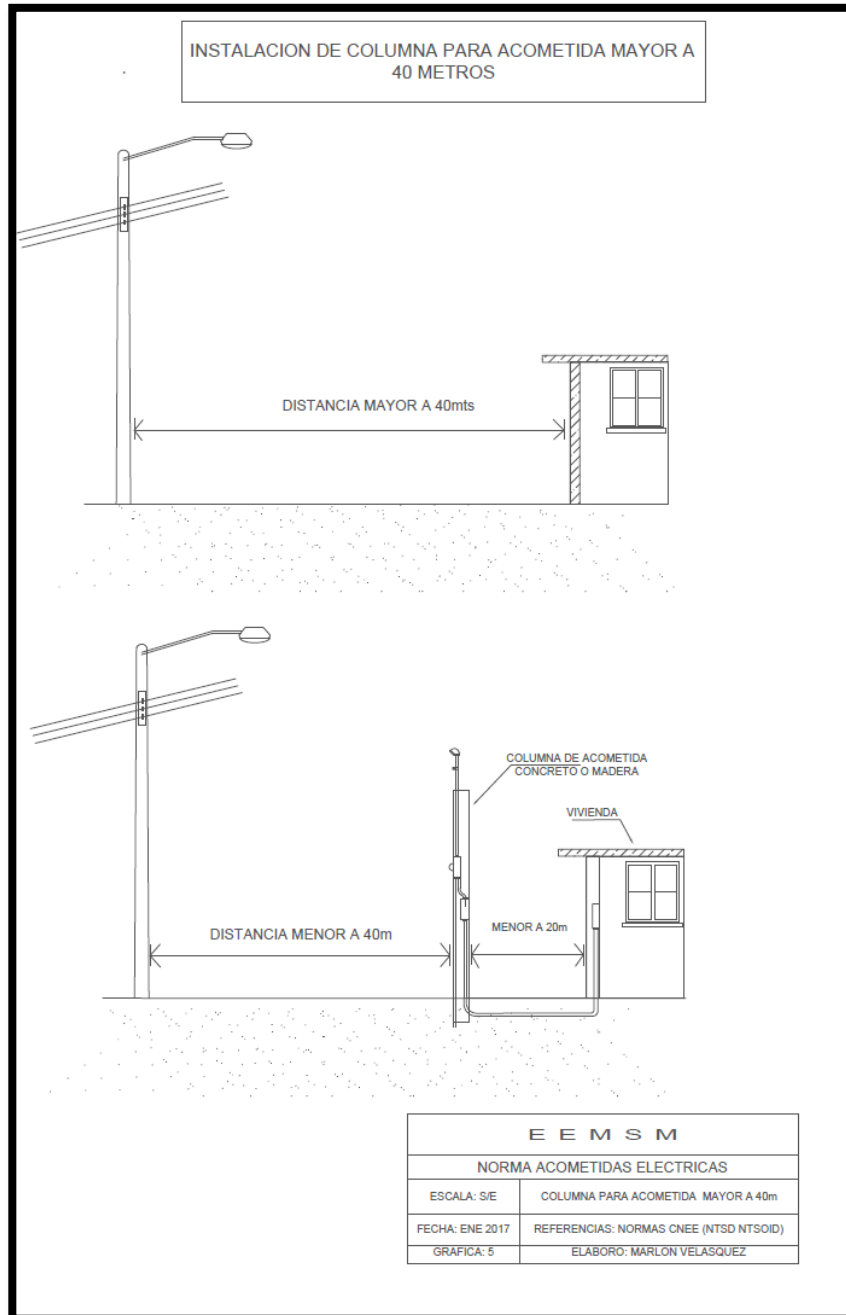 INSTALACION DE COLUMNA PARA ACOMETIDA MAYOR A
40 METROS
DISTANCIA MAYOR A 40mts
COLUMNA DE ACOMETIDA
CONCRETO O MADERA
VIVIENDA
DISTANCIA MENOR A 40m
MENOR A 20m
E E M S M
NORMA ACOMETIDAS ELECTRICAS
ESCALA: S/E
COLUMNA PARA ACOMETIDA MAYOR A 40m
FECHA: ENE 2017
REFERENCIAS: NORMAS CNEE (NTSD NTSOID)
GRAFICA: 5
ELABORO: MARLON VELASQUEZ